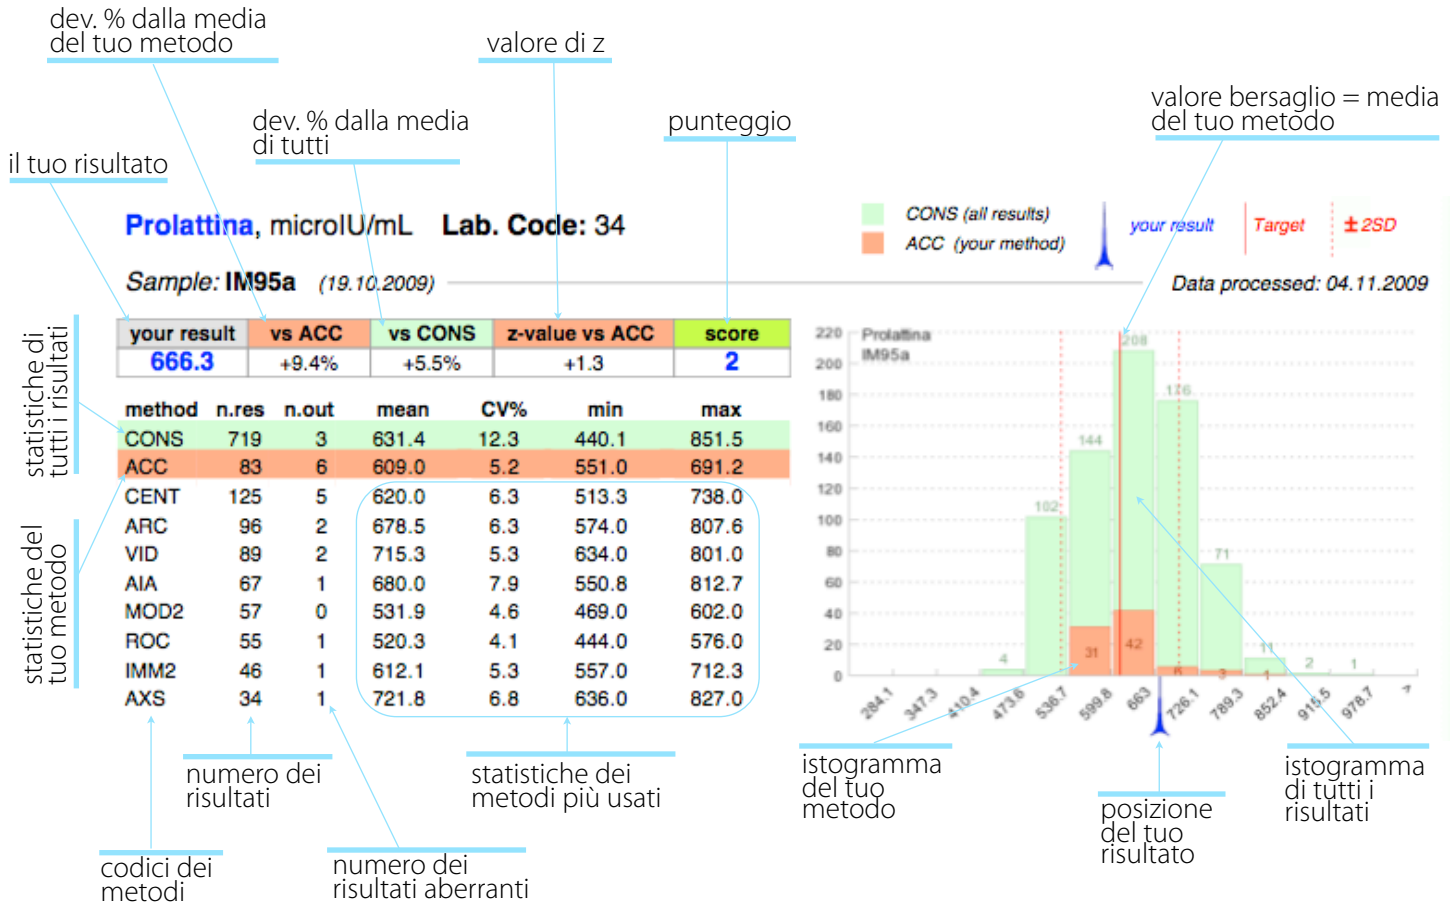 dev. % dalla media
del tuo metodo
valore di z
valore bersaglio = media
del tuo metodo
dev. % dalla media
di tutti
punteggio
il tuo risultato
Prolattina, microIU/mL Lab. Code: 34
CONS (all results)
ACC (your method)
your result
Target
± 2SD
Sample: IM95a (19.10.2009)
Data processed: 04.11.2009
your result vs ACC vs CONS z-value vs ACC score
666.3 +9.4% +5.5% +1.3 2
statistiche di
tutti i risultati
method n.res n.out mean CV% min max
CONS 719 3 631.4 12.3 440.1 851.5
ACC 83 6 609.0 5.2 551.0 691.2
CENT 125 5 620.0 6.3 513.3 738.0
ARC 96 2 678.5 6.3 574.0 807.6
VID 89 2 715.3 5.3 634.0 801.0
AIA 67 1 680.0 7.9 550.8 812.7
MOD2 57 0 531.9 4.6 469.0 602.0
ROC 55 1 520.3 4.1 444.0 576.0
IMM2 46 1 612.1 5.3 557.0 712.3
AXS 34 1 721.8 6.8 636.0 827.0
statistiche del
tuo metodo
Prolattina
IM95a
220
200
180
160
140
120
100
80
60
40
20
0
4
102
144
208
176
71
11
2
1
31
42
6
3
1
284.1
347.3
410.4
473.6
536.7
599.8
663
726.1
789.3
852.4
915.5
978.7
>
numero dei
risultati
statistiche dei
metodi più usati
istogramma
del tuo
metodo
istogramma
di tutti i
risultati
posizione
del tuo
risultato
codici dei
metodi
numero dei
risultati aberranti